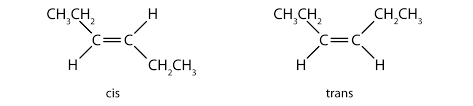 CH₃CH₂ H CH₃CH₂ CH₂CH₃
C=C C=C
H CH₂CH₃ H H
cis trans